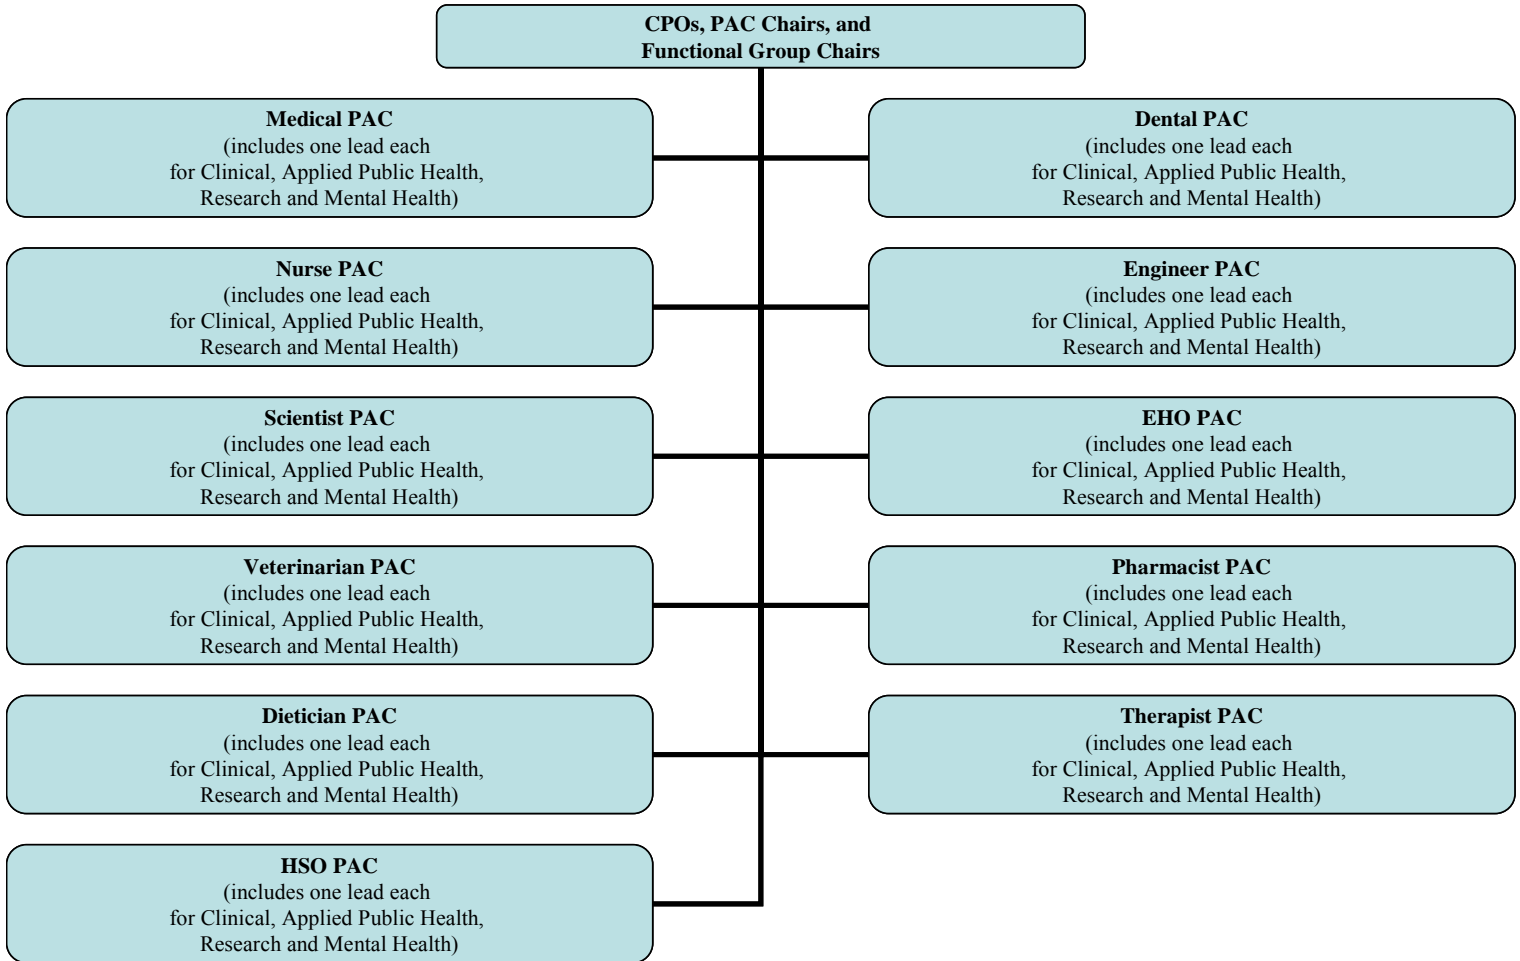 CPOs, PAC Chairs, and
Functional Group Chairs
Medical PAC
(includes one lead each
for Clinical, Applied Public Health,
Research and Mental Health)
Dental PAC
(includes one lead each
for Clinical, Applied Public Health,
Research and Mental Health)
Nurse PAC
(includes one lead each
for Clinical, Applied Public Health,
Research and Mental Health)
Engineer PAC
(includes one lead each
for Clinical, Applied Public Health,
Research and Mental Health)
Scientist PAC
(includes one lead each
for Clinical, Applied Public Health,
Research and Mental Health)
EHO PAC
(includes one lead each
for Clinical, Applied Public Health,
Research and Mental Health)
Veterinarian PAC
(includes one lead each
for Clinical, Applied Public Health,
Research and Mental Health)
Pharmacist PAC
(includes one lead each
for Clinical, Applied Public Health,
Research and Mental Health)
Dietician PAC
(includes one lead each
for Clinical, Applied Public Health,
Research and Mental Health)
Therapist PAC
(includes one lead each
for Clinical, Applied Public Health,
Research and Mental Health)
HSO PAC
(includes one lead each
for Clinical, Applied Public Health,
Research and Mental Health)